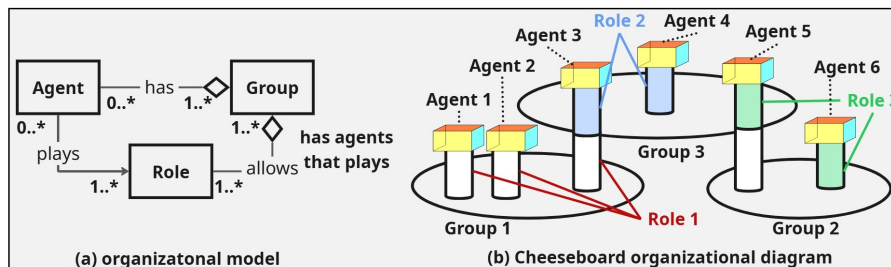 Agent
has
Group
0..*
1..*
0..*
1..*
plays
Role
1..*
1..*
allows
has agents
that plays
(a) organizatonal model
Role 2
Agent 4
Agent 3
Agent 5
Agent 2
Agent 6
Agent 1
Role
Group 3
Role 1
Group 1
Group 2
(b) Cheeseboard organizational diagram